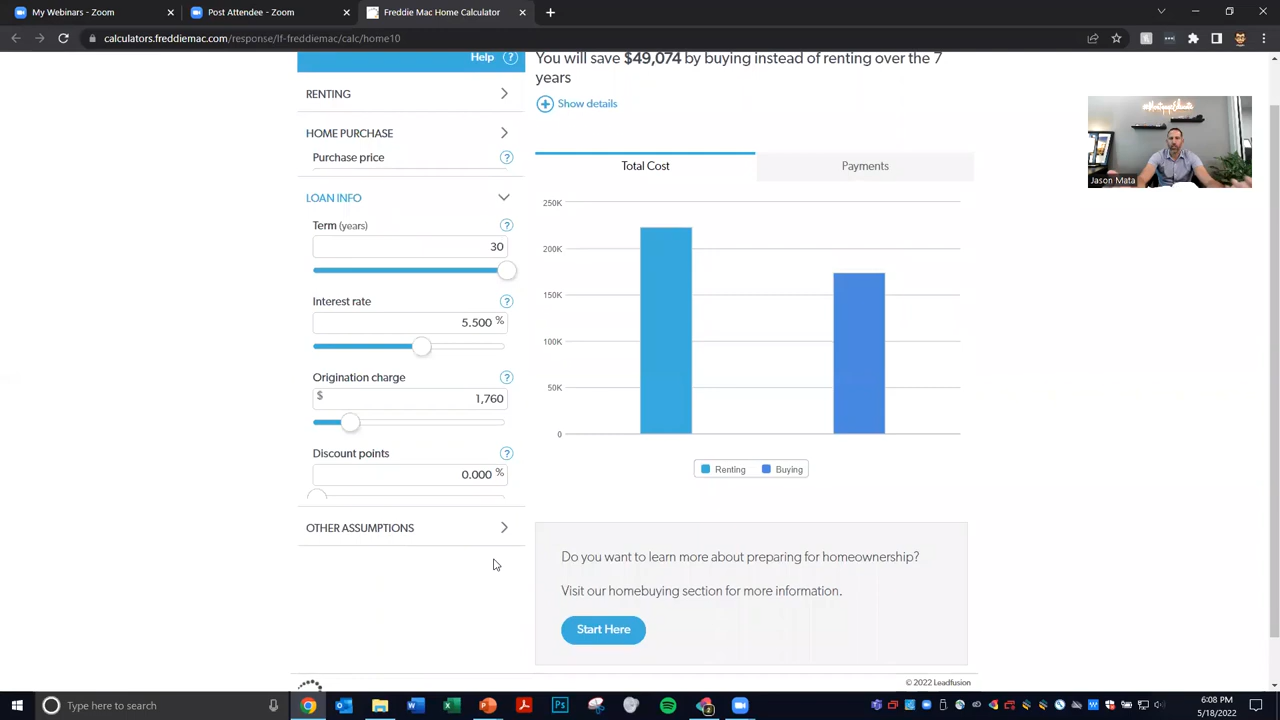 My Webinars - Zoom
Post Attendee - Zoom
Freddie Mac Home Calculator
calculators.freddiemac.com/response/lf-freddiemac/calc/home10
Help ?
You will save $49,074 by buying instead of renting over the 7
years
Show details
RENTING
HOME PURCHASE
Purchase price ?
Total Cost
Payments
Jason Mata
LOAN INFO
Term (years) ?
30
Interest rate ?
5.500 %
Origination charge ?
$ 1,760
Discount points ?
0.000 %
OTHER ASSUMPTIONS
250K
200K
150K
100K
50K
0
Renting
Buying
Do you want to learn more about preparing for homeownership?
Visit our homebuying section for more information.
Start Here
© 2022 Leadfusion
Type here to search
6:08 PM
5/18/2022